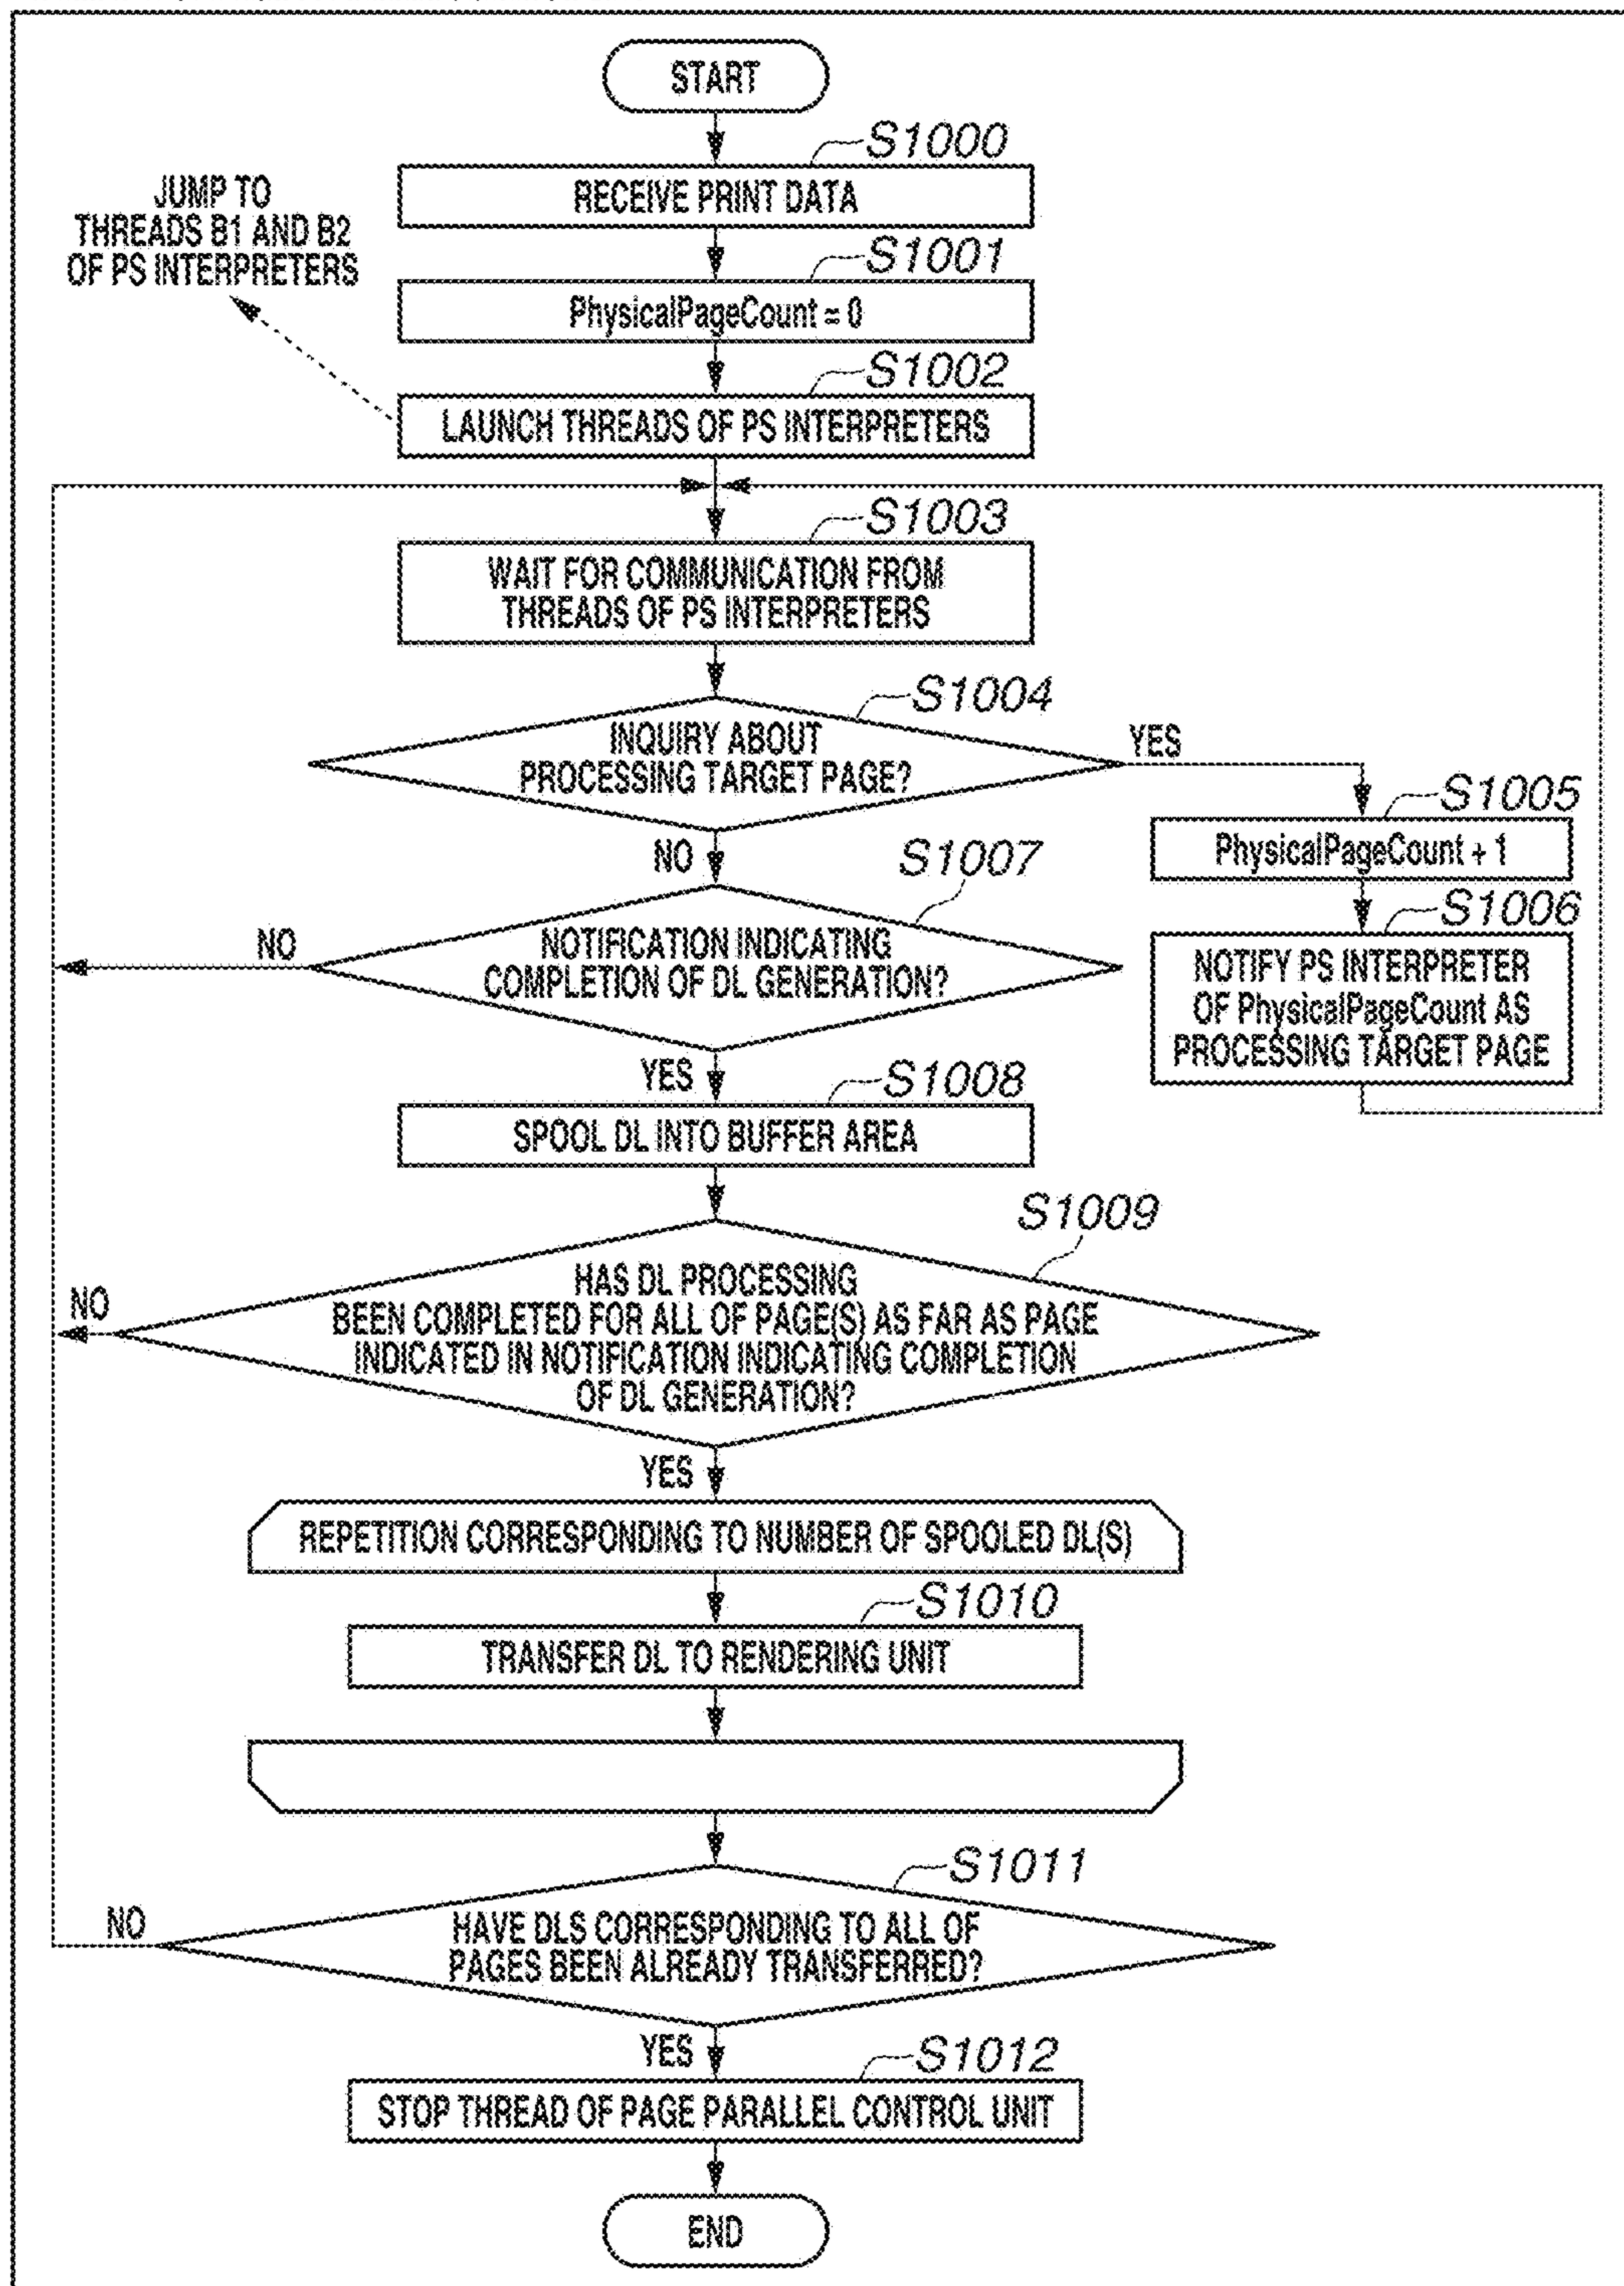 START
S1000
RECEIVE PRINT DATA
JUMP TO
THREADS B1 AND B2
OF PS INTERPRETERS
S1001
PhysicalPageCount = 0
S1002
LAUNCH THREADS OF PS INTERPRETERS
S1003
WAIT FOR COMMUNICATION FROM
THREADS OF PS INTERPRETERS
S1004
INQUIRY ABOUT
PROCESSING TARGET PAGE?
YES
S1005
PhysicalPageCount + 1
S1006
NOTIFY PS INTERPRETER
OF PhysicalPageCount AS
PROCESSING TARGET PAGE
NO
S1007
NOTIFICATION INDICATING
COMPLETION OF DL GENERATION?
NO
YES
S1008
SPOOL DL INTO BUFFER AREA
S1009
HAS DL PROCESSING
BEEN COMPLETED FOR ALL OF PAGE(S) AS FAR AS PAGE
INDICATED IN NOTIFICATION INDICATING COMPLETION
OF DL GENERATION?
NO
YES
REPETITION CORRESPONDING TO NUMBER OF SPOOLED DL(S)
S1010
TRANSFER DL TO RENDERING UNIT
S1011
HAVE DLS CORRESPONDING TO ALL OF
PAGES BEEN ALREADY TRANSFERRED?
NO
YES
S1012
STOP THREAD OF PAGE PARALLEL CONTROL UNIT
END